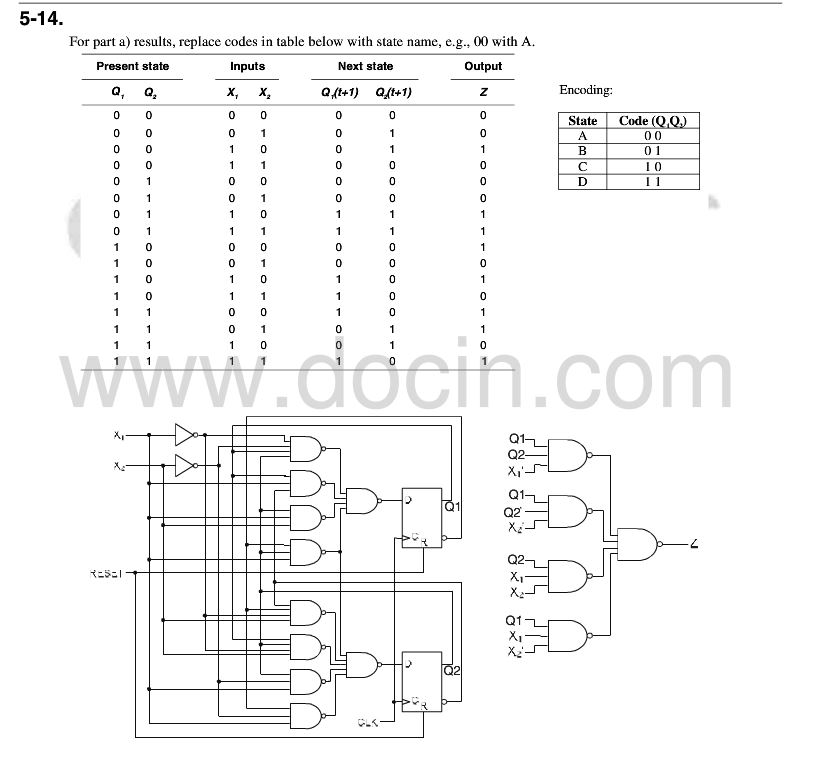 5-14.
For part a) results, replace codes in table below with state name, e.g., 00 with A.
Present state Inputs Next state Output
Q1 Q2 X1 X2 Q1(t+1) Q2(t+1) Z
0 0 0 0 0 0 0
0 0 0 1 0 1 0
0 0 1 0 0 1 1
0 0 1 1 0 0 0
0 1 0 0 0 0 0
0 1 0 1 0 0 0
0 1 1 0 1 1 1
0 1 1 1 1 1 1
1 0 0 0 0 0 1
1 0 0 1 0 0 0
1 0 1 0 1 0 1
1 0 1 1 1 0 0
1 1 0 0 1 0 1
1 1 0 1 0 1 1
1 1 1 0 0 1 0
1 1 1 1 1 0 1
Encoding:
State Code (Q1Q2)
A 0 0
B 0 1
C 1 0
D 1 1
www.docin.com
X1
X2
RESET
D
Q1
C
R
D
Q2
C
R
CLK
Q1
Q2
X1'
Q1
Q2'
X2'
Q2
X1
X2
Q1
X1
X2'
Z